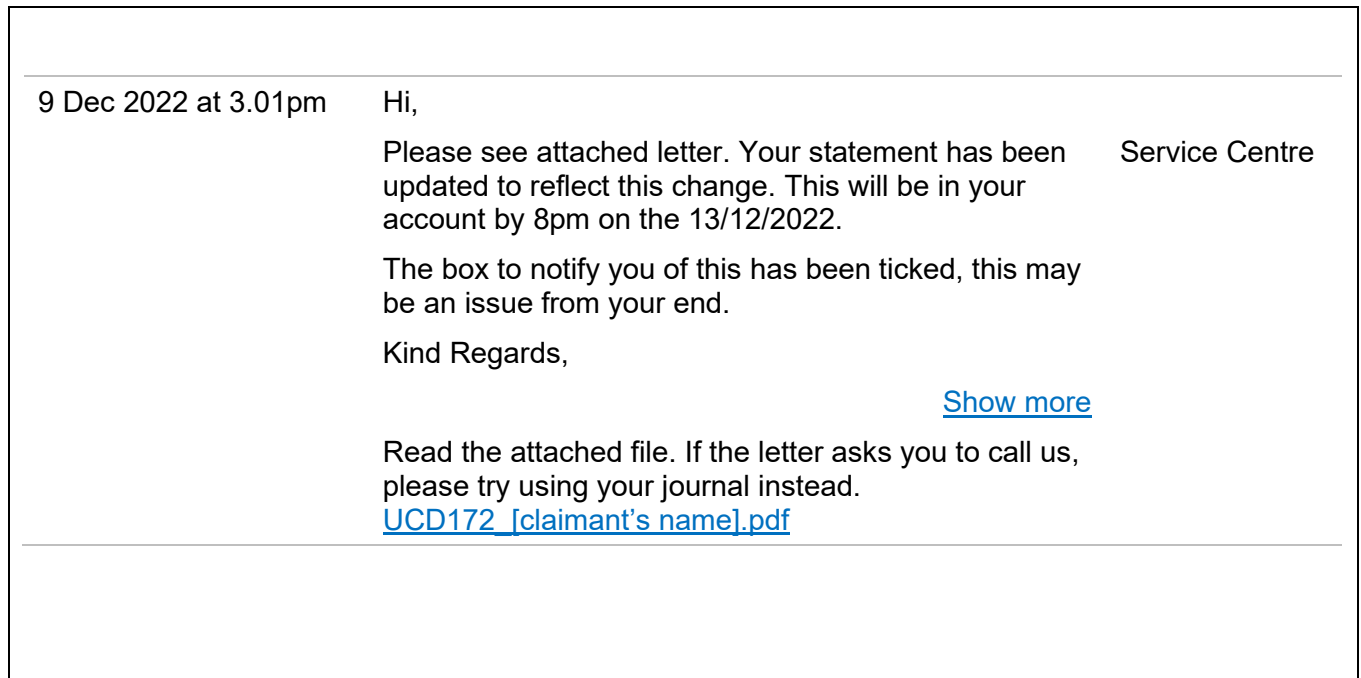 9 Dec 2022 at 3.01pm
Hi,
Please see attached letter. Your statement has been
updated to reflect this change. This will be in your
account by 8pm on the 13/12/2022.
The box to notify you of this has been ticked, this may
be an issue from your end.
Kind Regards,
Show more
Read the attached file. If the letter asks you to call us,
please try using your journal instead.
UCD172_[claimant’s name].pdf
Service Centre